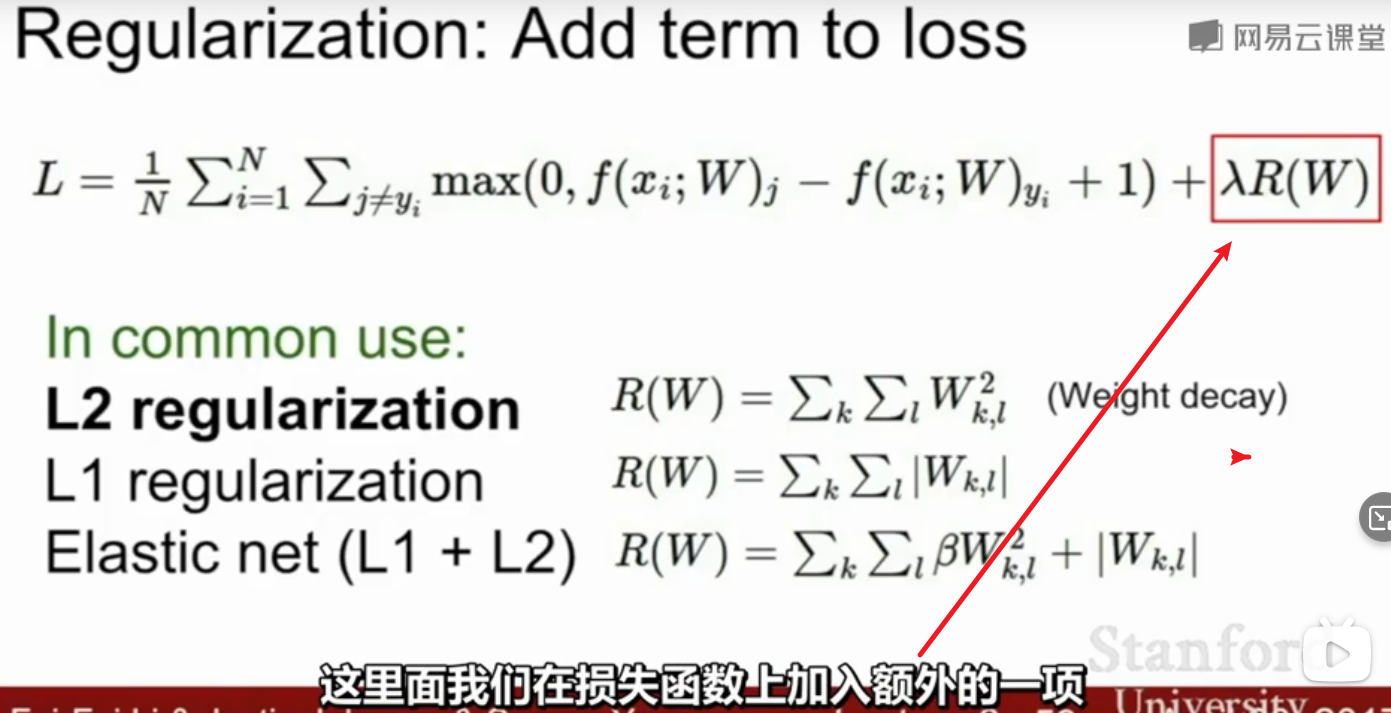 Regularization: Add term to loss
网易云课堂
L = \frac{1}{N} \sum_{i=1}^{N} \sum_{j \neq y_i} \max(0, f(x_i; W)_j - f(x_i; W)_{y_i} + 1) + \lambda R(W)
In common use:
L2 regularization R(W) = \sum_k \sum_l W_{k,l}^2 (Weight decay)
L1 regularization R(W) = \sum_k \sum_l |W_{k,l}|
Elastic net (L1 + L2) R(W) = \sum_k \sum_l \beta W_{k,l}^2 + |W_{k,l}|
这里面我们在损失函数上加入额外的一项
Stanfor
University